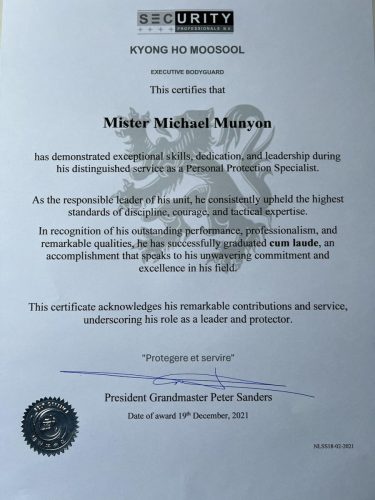 SECURITY
PROFESSIONALS B.V.
KYONG HO MOOSOOL
EXECUTIVE BODYGUARD
This certifies that
Mister Michael Munyon
has demonstrated exceptional skills, dedication, and leadership during
his distinguished service as a Personal Protection Specialist.
As the responsible leader of his unit, he consistently upheld the highest
standards of discipline, courage, and tactical expertise.
In recognition of his outstanding performance, professionalism, and
remarkable qualities, he has successfully graduated cum laude, an
accomplishment that speaks to his unwavering commitment and
excellence in his field.
This certificate acknowledges his remarkable contributions and service,
underscoring his role as a leader and protector.
"Protegere et servire"
President Grandmaster Peter Sanders
Date of award 19th December, 2021
NLSS18-02-2021